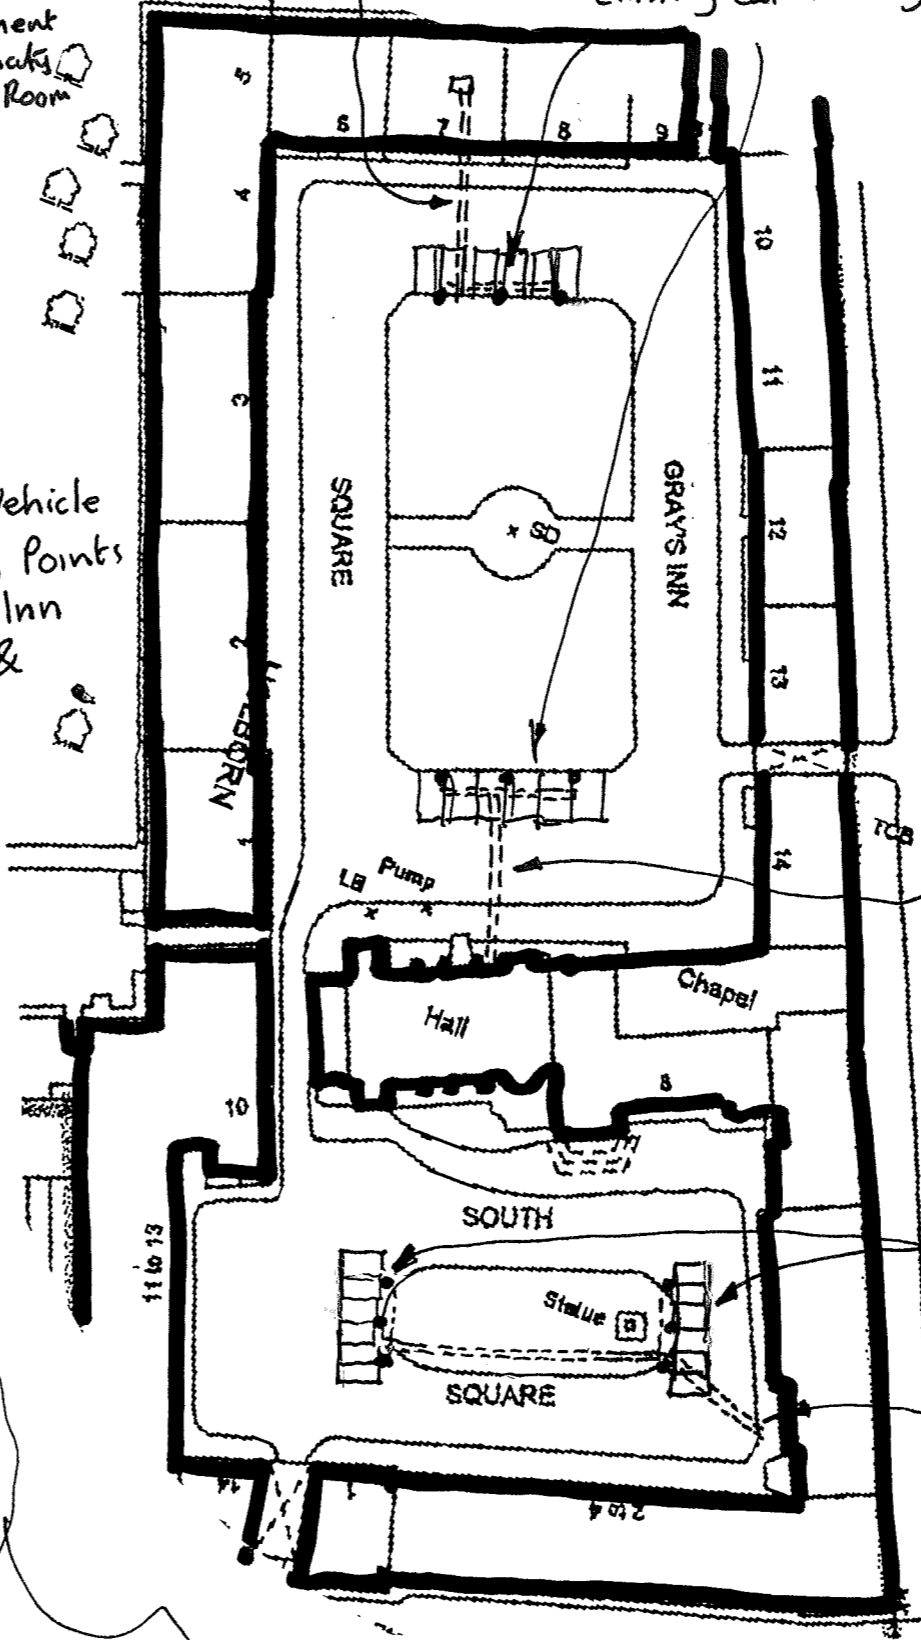 Room
5
6
7
8
9
4
10
3
11
Vehicle
Points
Inn
&
SQUARE
GRAY'S INN
SD
12
2
13
1
14
TCB
LB
Pump
Hall
Chapel
8
10
SOUTH
11 to 13
Statue
SQUARE
14
1
2 to 4